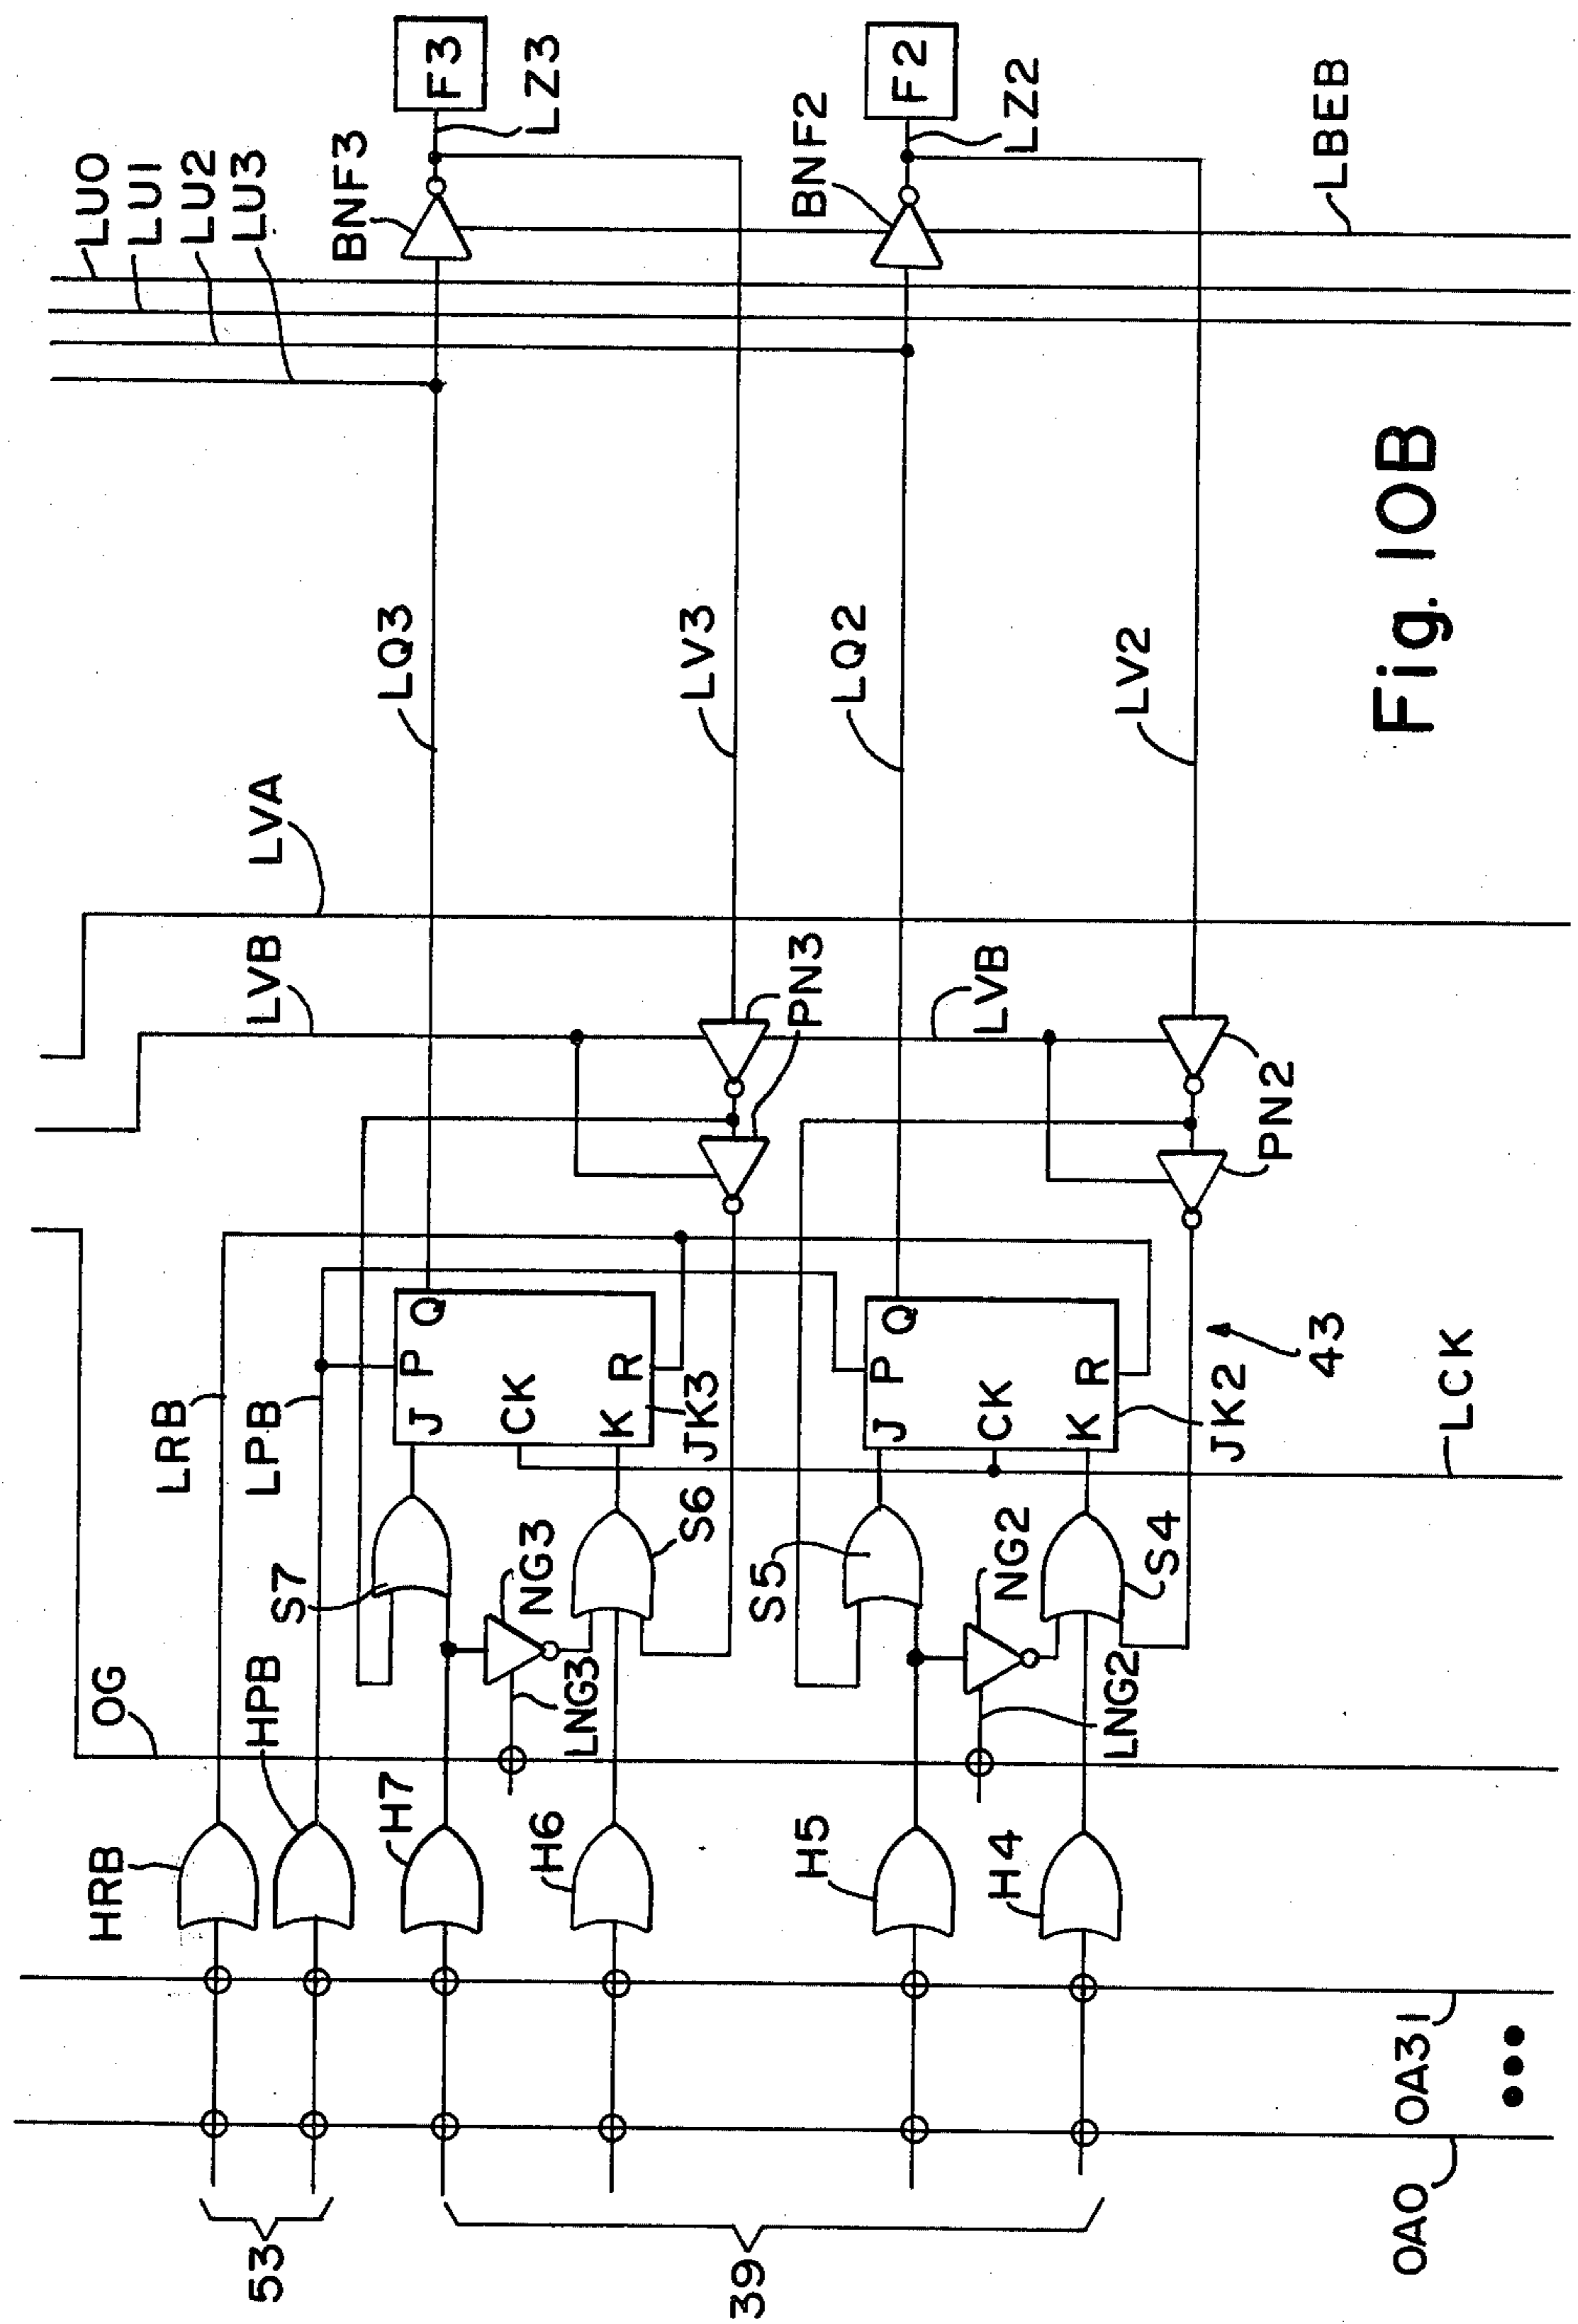 LU0
LU1
LU2
LU3
BNF3
F3
LZ3
BNF2
F2
LZ2
LBEB
LQ3
LV3
LQ2
LV2
Fig. 10B
LVA
LVB
PN3
LVB
PN2
LRB
LPB
P
Q
J
CK
K
R
JK3
P
Q
J
CK
K
R
JK2
43
LCK
S7
NG3
S6
S5
NG2
S4
OG
HPB
LNG3
LNG2
HRB
H7
H6
H5
H4
53
39
OA0
OA31